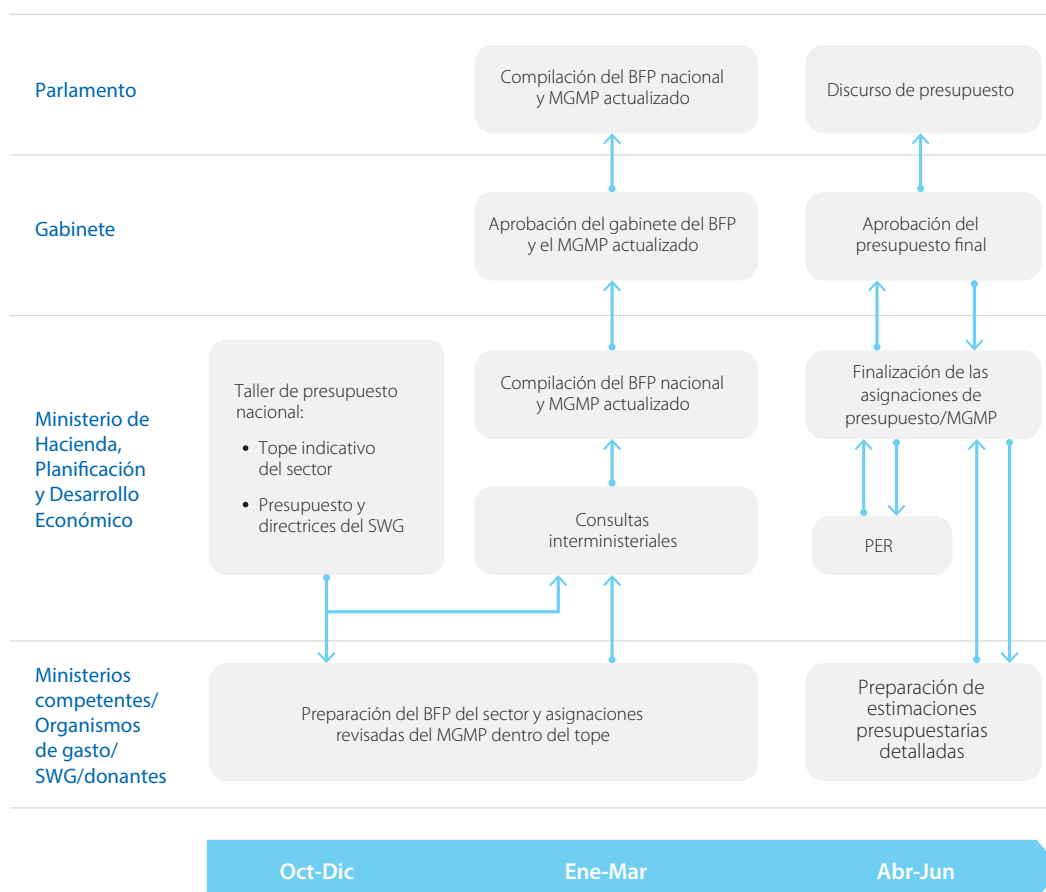 Parlamento
Compilación del BFP nacional
y MGMP actualizado
Discurso de presupuesto
Gabinete
Aprobación del gabinete del BFP
y el MGMP actualizado
Aprobación del
presupuesto final
Ministerio de
Hacienda,
Planificación
y Desarrollo
Económico
Taller de presupuesto
nacional:
• Tope indicativo
del sector
• Presupuesto y
directrices del SWG
Compilación del BFP nacional
y MGMP actualizado
Consultas
interministeriales
Finalización de las
asignaciones de
presupuesto/MGMP
PER
Ministerios
competentes/
Organismos
de gasto/
SWG/donantes
Preparación del BFP del sector y asignaciones
revisadas del MGMP dentro del tope
Preparación de
estimaciones
presupuestarias
detalladas
Oct-Dic
Ene-Mar
Abr-Jun